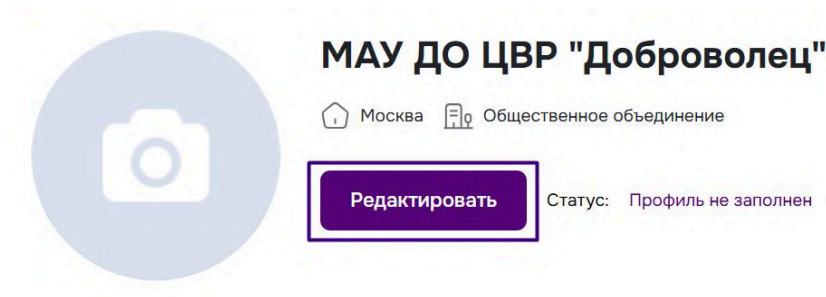 МАУ ДО ЦВР "Доброволец"
Москва Общественное объединение
Редактировать Статус: Профиль не заполнен